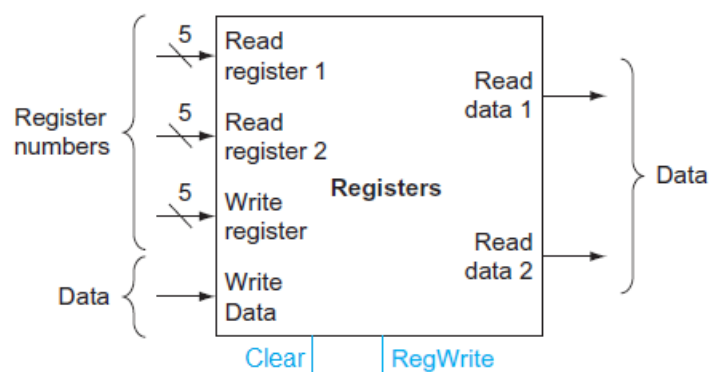 5
Read
register 1
Read
data 1
Register
numbers
5
Read
register 2
Registers
Data
5
Write
register
Read
data 2
Data
Write
Data
Clear
RegWrite